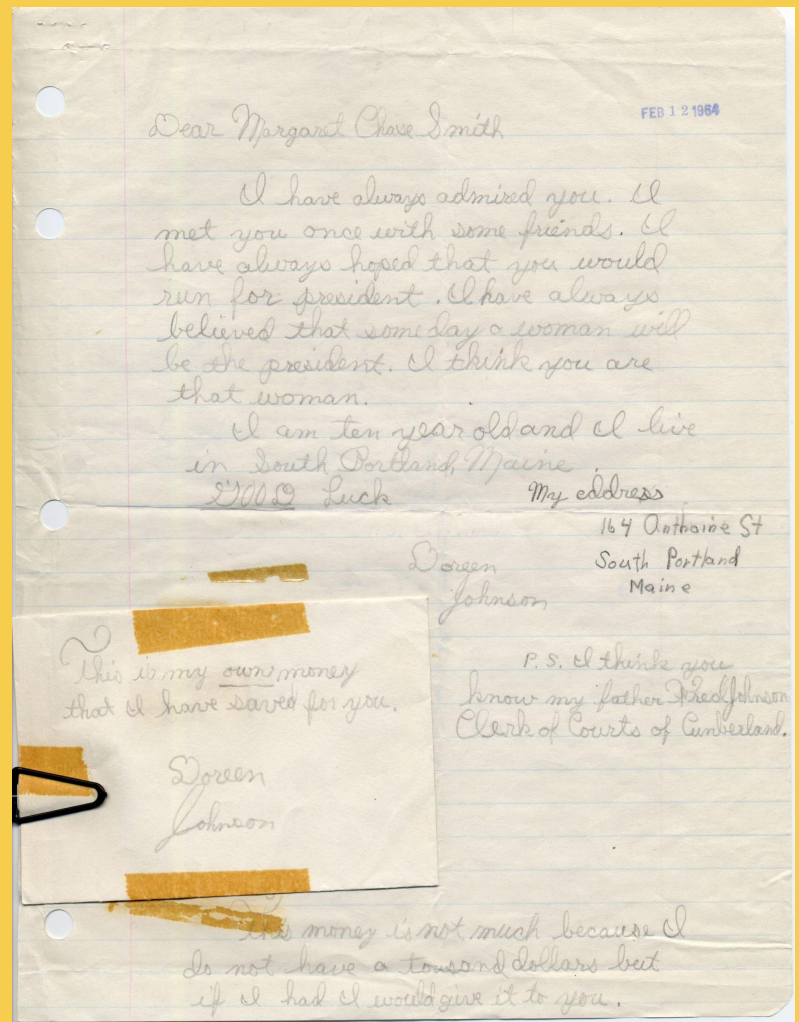 FEB 12 1964
Dear Margaret Chase Smith
I have always admired you. I
met you once with some friends. I
have always hoped that you would
run for president. I have always
believed that someday a woman will
be the president. I think you are
that woman.
I am ten year old and I live
in South Portland, Maine.
GOOD Luck
My address
164 Anthoine St
South Portland
Maine
Doreen
Johnson
P.S. I think you
know my father Fred Johnson
Clerk of Courts of Cumberland.
This is my own money
that I have saved for you.
Doreen
Johnson
this money is not much because I
do not have a tousand dollars but
if I had I would give it to you.